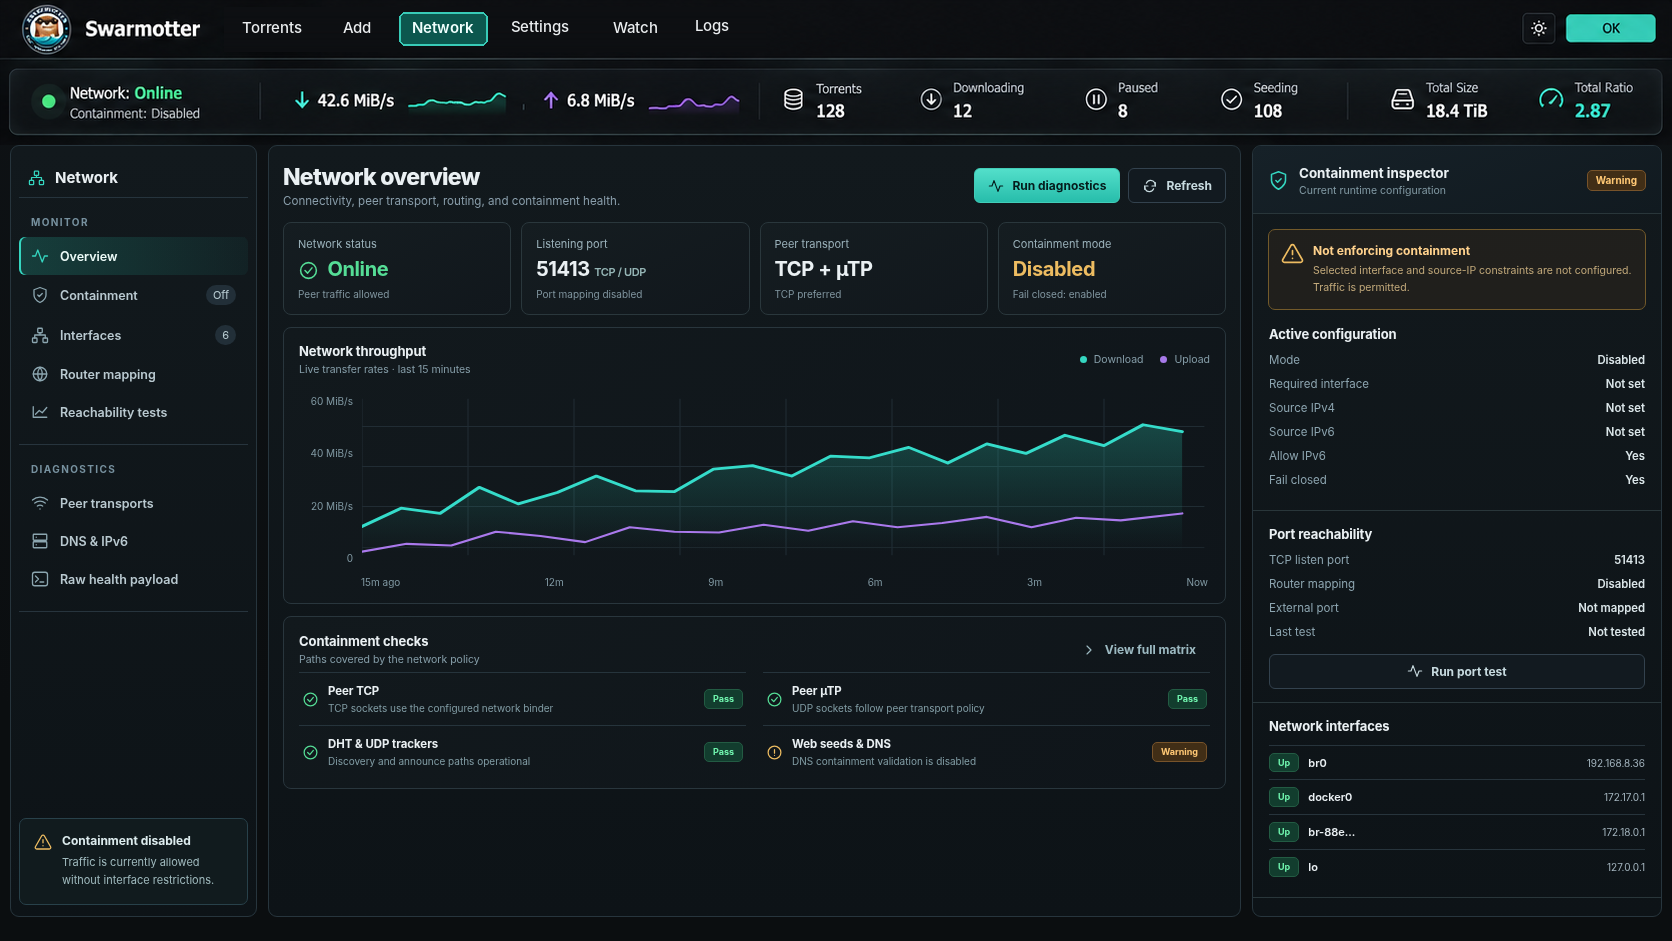 Swarmotter
Torrents
Add
Network
Settings
Watch
Logs
OK
Network: Online
Containment: Disabled
42.6 MiB/s
6.8 MiB/s
Torrents
128
Downloading
12
Paused
8
Seeding
108
Total Size
18.4 TiB
Total Ratio
2.87
Network
MONITOR
Overview
Containment
Off
Interfaces
6
Router mapping
Reachability tests
DIAGNOSTICS
Peer transports
DNS & IPv6
Raw health payload
Containment disabled
Traffic is currently allowed
without interface restrictions.
Network overview
Connectivity, peer transport, routing, and containment health.
Run diagnostics
Refresh
Network status
Online
Peer traffic allowed
Listening port
51413 TCP / UDP
Port mapping disabled
Peer transport
TCP + µTP
TCP preferred
Containment mode
Disabled
Fail closed: enabled
Network throughput
Live transfer rates · last 15 minutes
Download
Upload
60 MiB/s
40 MiB/s
20 MiB/s
0
15m ago
12m
9m
6m
3m
Now
Containment checks
Paths covered by the network policy
View full matrix
Peer TCP
TCP sockets use the configured network binder
Pass
Peer µTP
UDP sockets follow peer transport policy
Pass
DHT & UDP trackers
Discovery and announce paths operational
Pass
Web seeds & DNS
DNS containment validation is disabled
Warning
Containment inspector
Current runtime configuration
Warning
Not enforcing containment
Selected interface and source-IP constraints are not configured.
Traffic is permitted.
Active configuration
Mode Disabled
Required interface Not set
Source IPv4 Not set
Source IPv6 Not set
Allow IPv6 Yes
Fail closed Yes
Port reachability
TCP listen port 51413
Router mapping Disabled
External port Not mapped
Last test Not tested
Run port test
Network interfaces
Up br0 192.168.8.36
Up docker0 172.17.0.1
Up br-88e... 172.18.0.1
Up lo 127.0.0.1